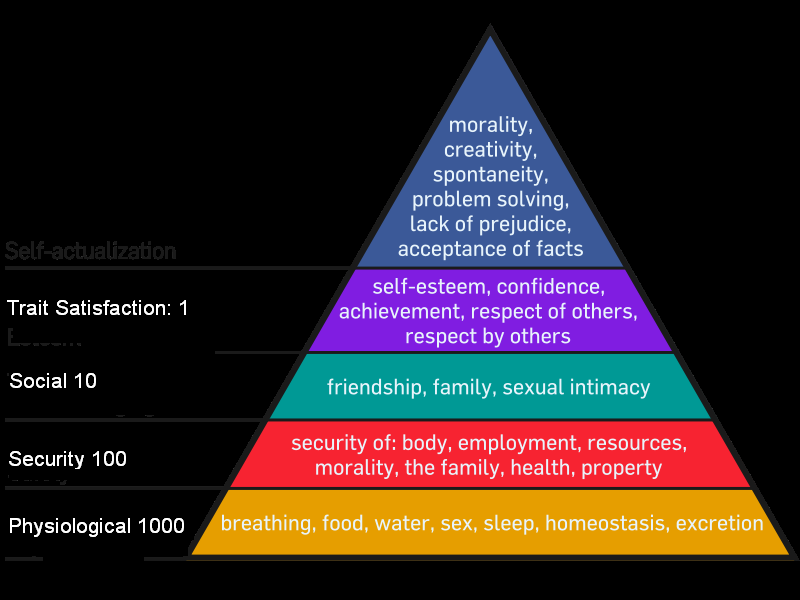 morality,
creativity,
spontaneity,
problem solving,
lack of prejudice,
acceptance of facts
Self-actualization
self-esteem, confidence,
achievement, respect of others,
respect by others
Trait Satisfaction: 1
friendship, family, sexual intimacy
Social 10
security of: body, employment, resources,
morality, the family, health, property
Security 100
breathing, food, water, sex, sleep, homeostasis, excretion
Physiological 1000